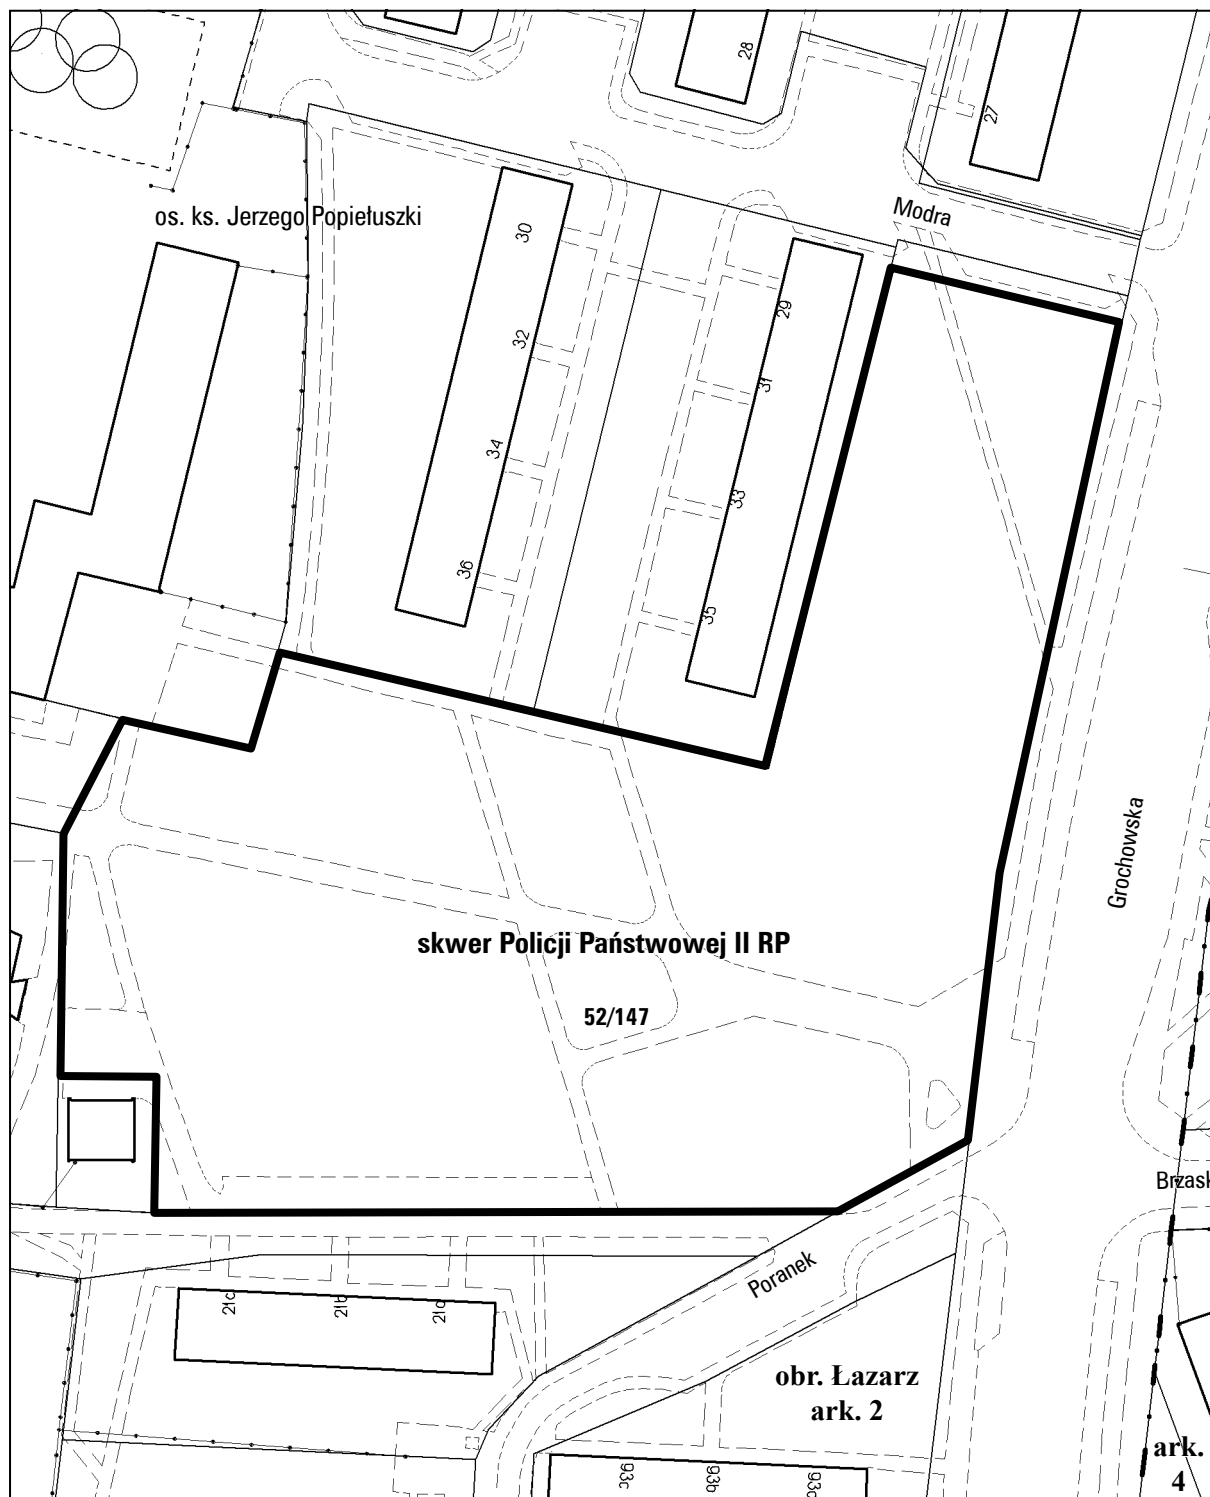 28
27
os. ks. Jerzego Popiełuszki
Modra
30
32
34
36
29
31
33
35
Grochowska
skwer Policji Państwowej II RP
52/147
Poranek
21c
21b
21a
obr. Łazarz
ark. 2
93c
93b
93a
ark.
4